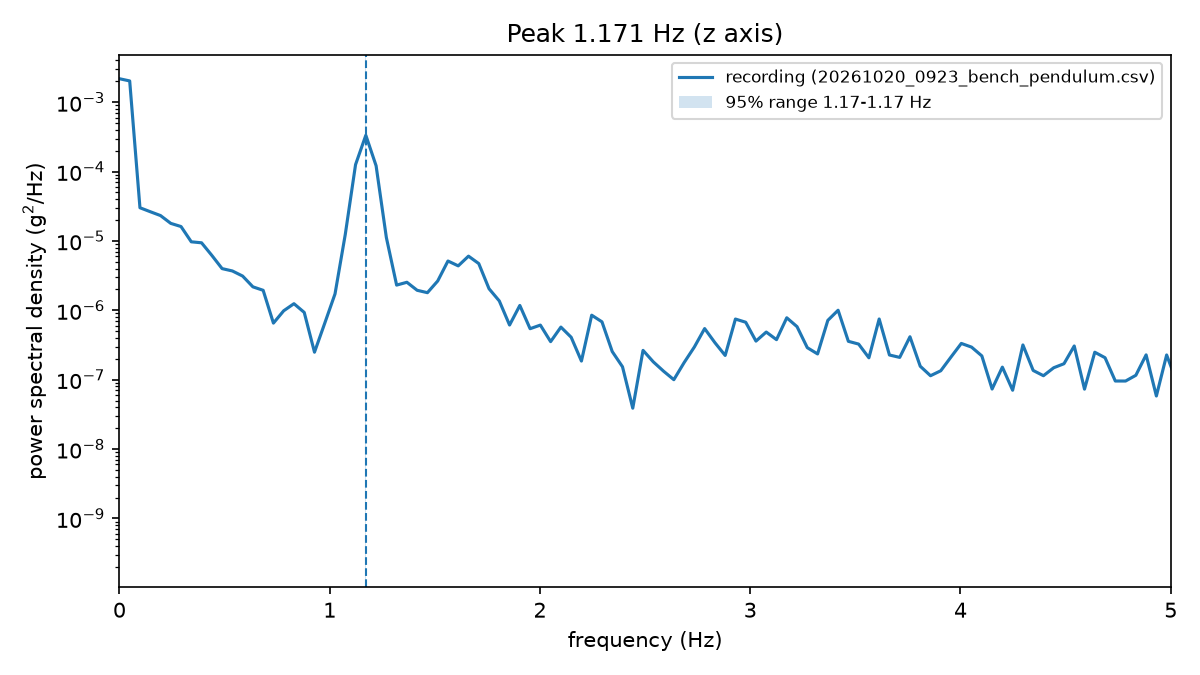 Peak 1.171 Hz (z axis)
recording (20261020_0923_bench_pendulum.csv)
95% range 1.17-1.17 Hz
power spectral density (g²/Hz)
10⁻³
10⁻⁴
10⁻⁵
10⁻⁶
10⁻⁷
10⁻⁸
10⁻⁹
0 1 2 3 4 5
frequency (Hz)